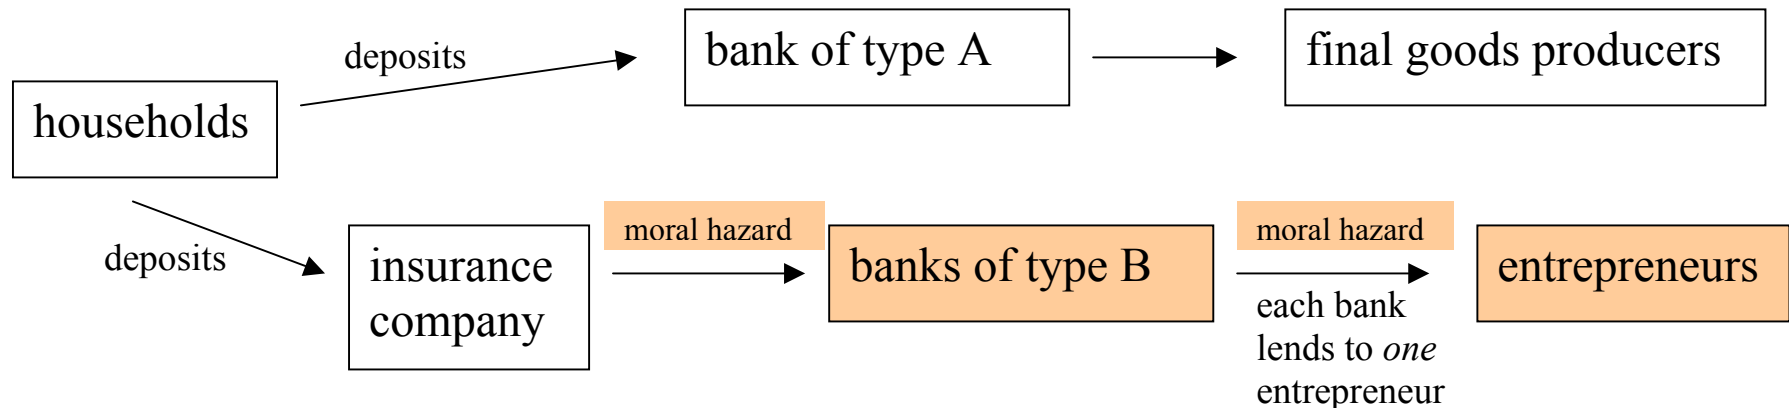 deposits
bank of type A
final goods producers
households
deposits
insurance
company
moral hazard
banks of type B
moral hazard
each bank
lends to one
entrepreneur
entrepreneurs